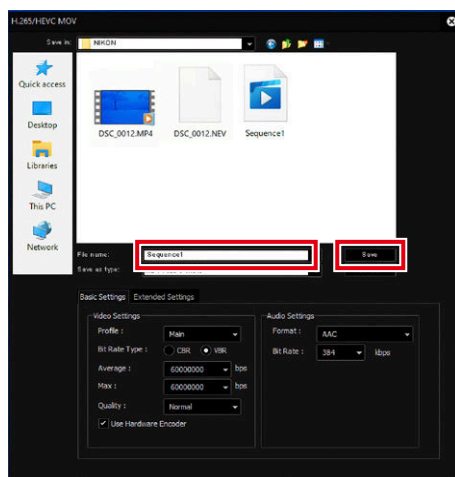 H.265/HEVC MOV
Save in: NIKON
Quick access
Desktop
Libraries
This PC
Network
DSC_0012.MP4 DSC_0012.NEV Sequence1
File name: Sequence1 Save
Save as type:
Basic Settings Extended Settings
Video Settings Audio Settings
Profile : Main Format : AAC
Bit Rate Type : CBR VBR Bit Rate : 384 kbps
Average : 60000000 bps
Max : 60000000 bps
Quality : Normal
Use Hardware Encoder